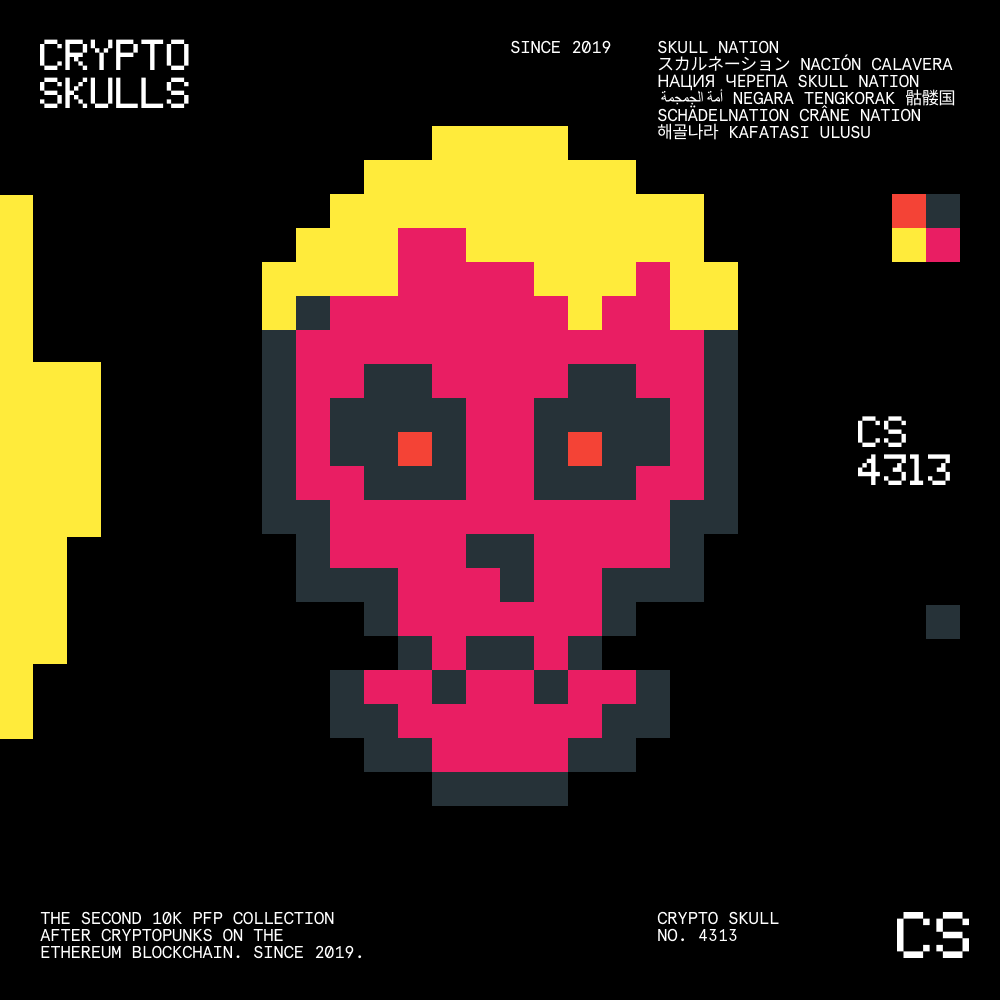 CRYPTO
SKULLS
SINCE 2019
SKULL NATION
スカルネーション NACIÓN CALAVERA
НАЦИЯ ЧЕРЕПА SKULL NATION
أمة الجمجمة NEGARA TENGKORAK 骷髅国
SCHÄDELNATION CRÂNE NATION
해골나라 KAFATASI ULUSU
CS
4313
THE SECOND 10K PFP COLLECTION
AFTER CRYPTOPUNKS ON THE
ETHEREUM BLOCKCHAIN. SINCE 2019.
CRYPTO SKULL
NO. 4313
CS